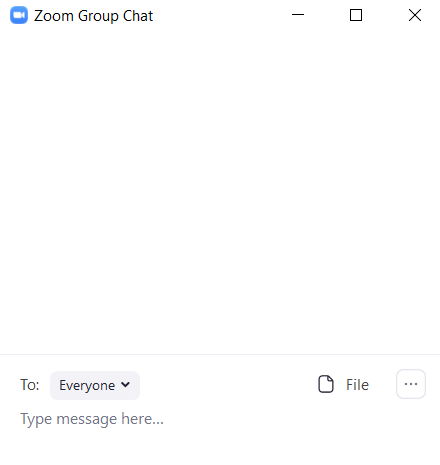 Zoom Group Chat
To: Everyone File
Type message here...